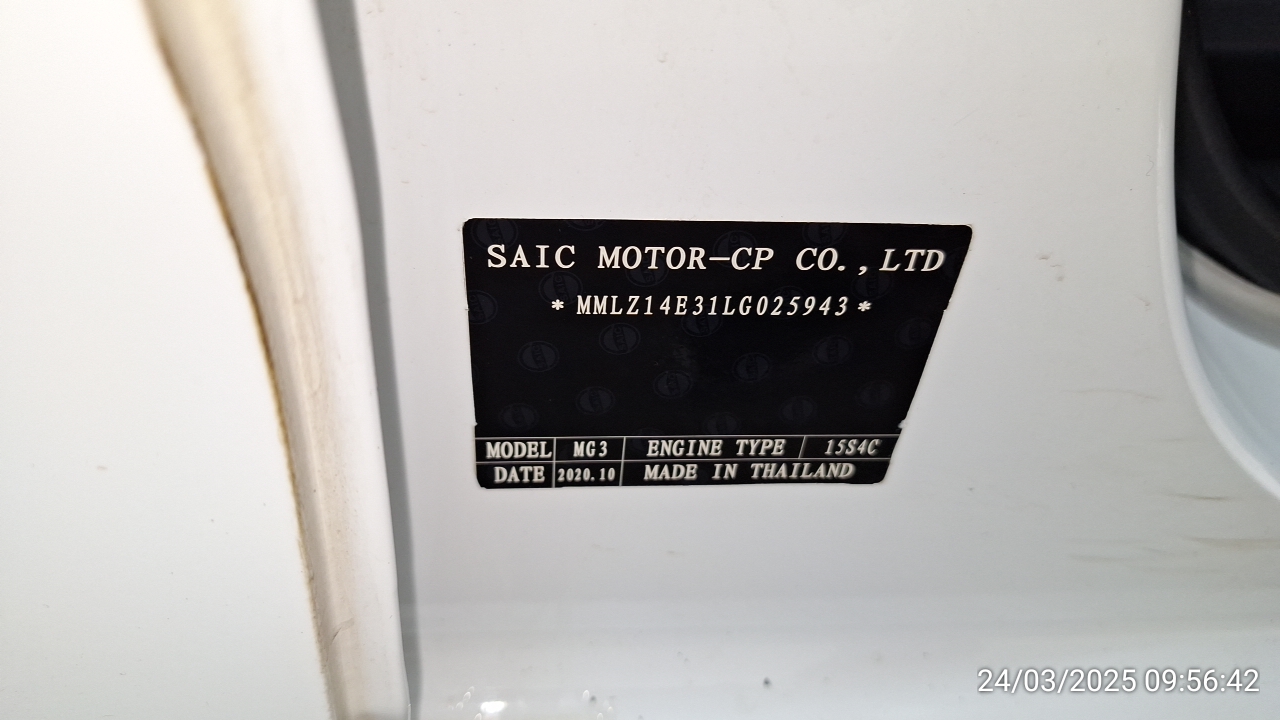 SAIC MOTOR-CP CO.,LTD
*MMLZ14E31LG025943*
MODEL MG3 ENGINE TYPE 15S4C
DATE 2020.10 MADE IN THAILAND
24/03/2025 09:56:42